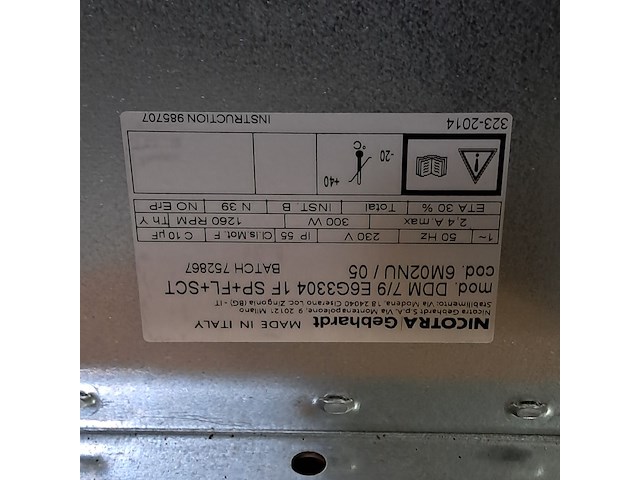 NICOTRA Gebhardt MADE IN ITALY
Nicotra Gebhardt S.p.A. Via Montenapoleone, 9 20121 Milano
Stabilimento: Via Modena, 18 24040 Ciserano Loc. Zingonia (BG) - IT
mod. DDM 7/9 E6G3304 1F SP+FL+SCT
cod. 6M02NU / 05 BATCH 752867
1~ 50 Hz 230 V IP 55 Cl.is.Mot. F C 10 µF
2,4 A max 300 W 1260 RPM Th Y
ETA 30 % Total INST. B N 39 NO ErP
+40
-20 °C
323-2014 INSTRUCTION 985707